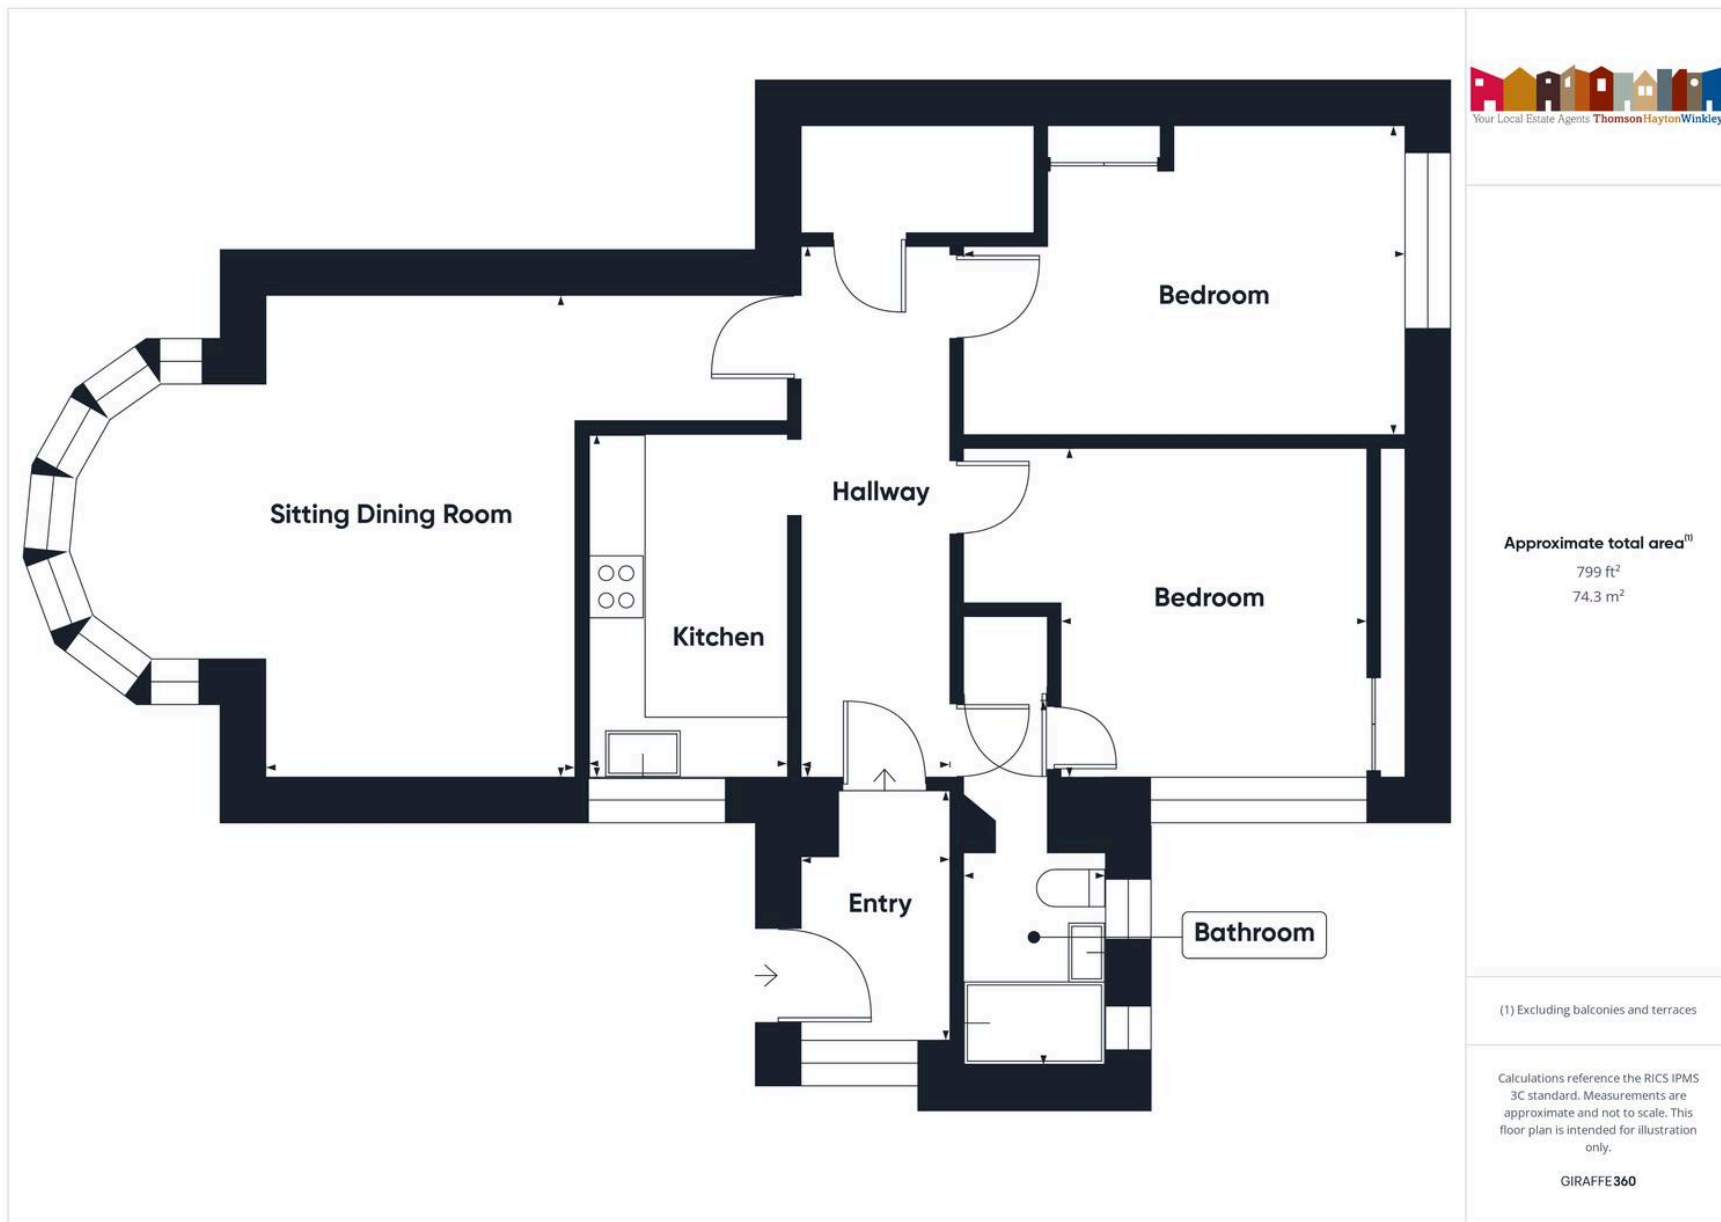 Your Local Estate Agents ThomsonHaytonWinkley
Bedroom
Sitting Dining Room
Hallway
Kitchen
Bedroom
Entry
Bathroom
Approximate total area(1)
799 ft²
74.3 m²
(1) Excluding balconies and terraces
Calculations reference the RICS IPMS
3C standard. Measurements are
approximate and not to scale. This
floor plan is intended for illustration
only.
GIRAFFE360